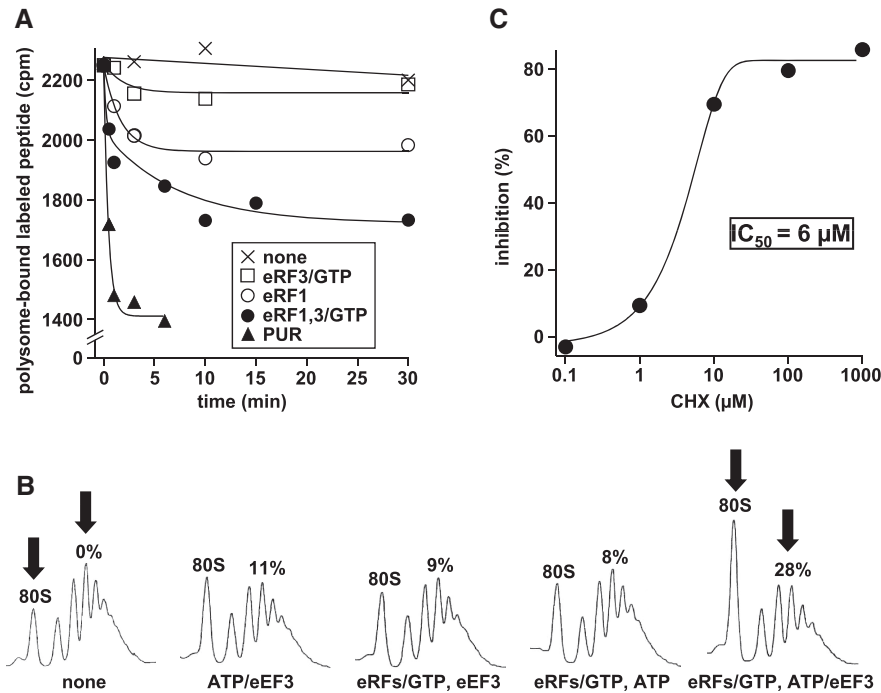 A
polysome-bound labeled peptide (cpm)
2200
2000
1800
1600
1400
0
0 5 10 15 20 25 30
time (min)
none
eRF3/GTP
eRF1
eRF1,3/GTP
PUR
C
inhibition (%)
80
60
40
20
0
0.1 1 10 100 1000
CHX (µM)
IC50 = 6 µM
B
80S 0%
none
80S 11%
ATP/eEF3
80S 9%
eRFs/GTP, eEF3
80S 8%
eRFs/GTP, ATP
80S 28%
eRFs/GTP, ATP/eEF3